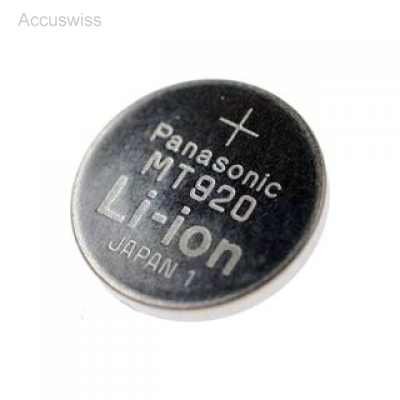 Accuswiss
+
Panasonic
MT920
Li-ion
JAPAN 1